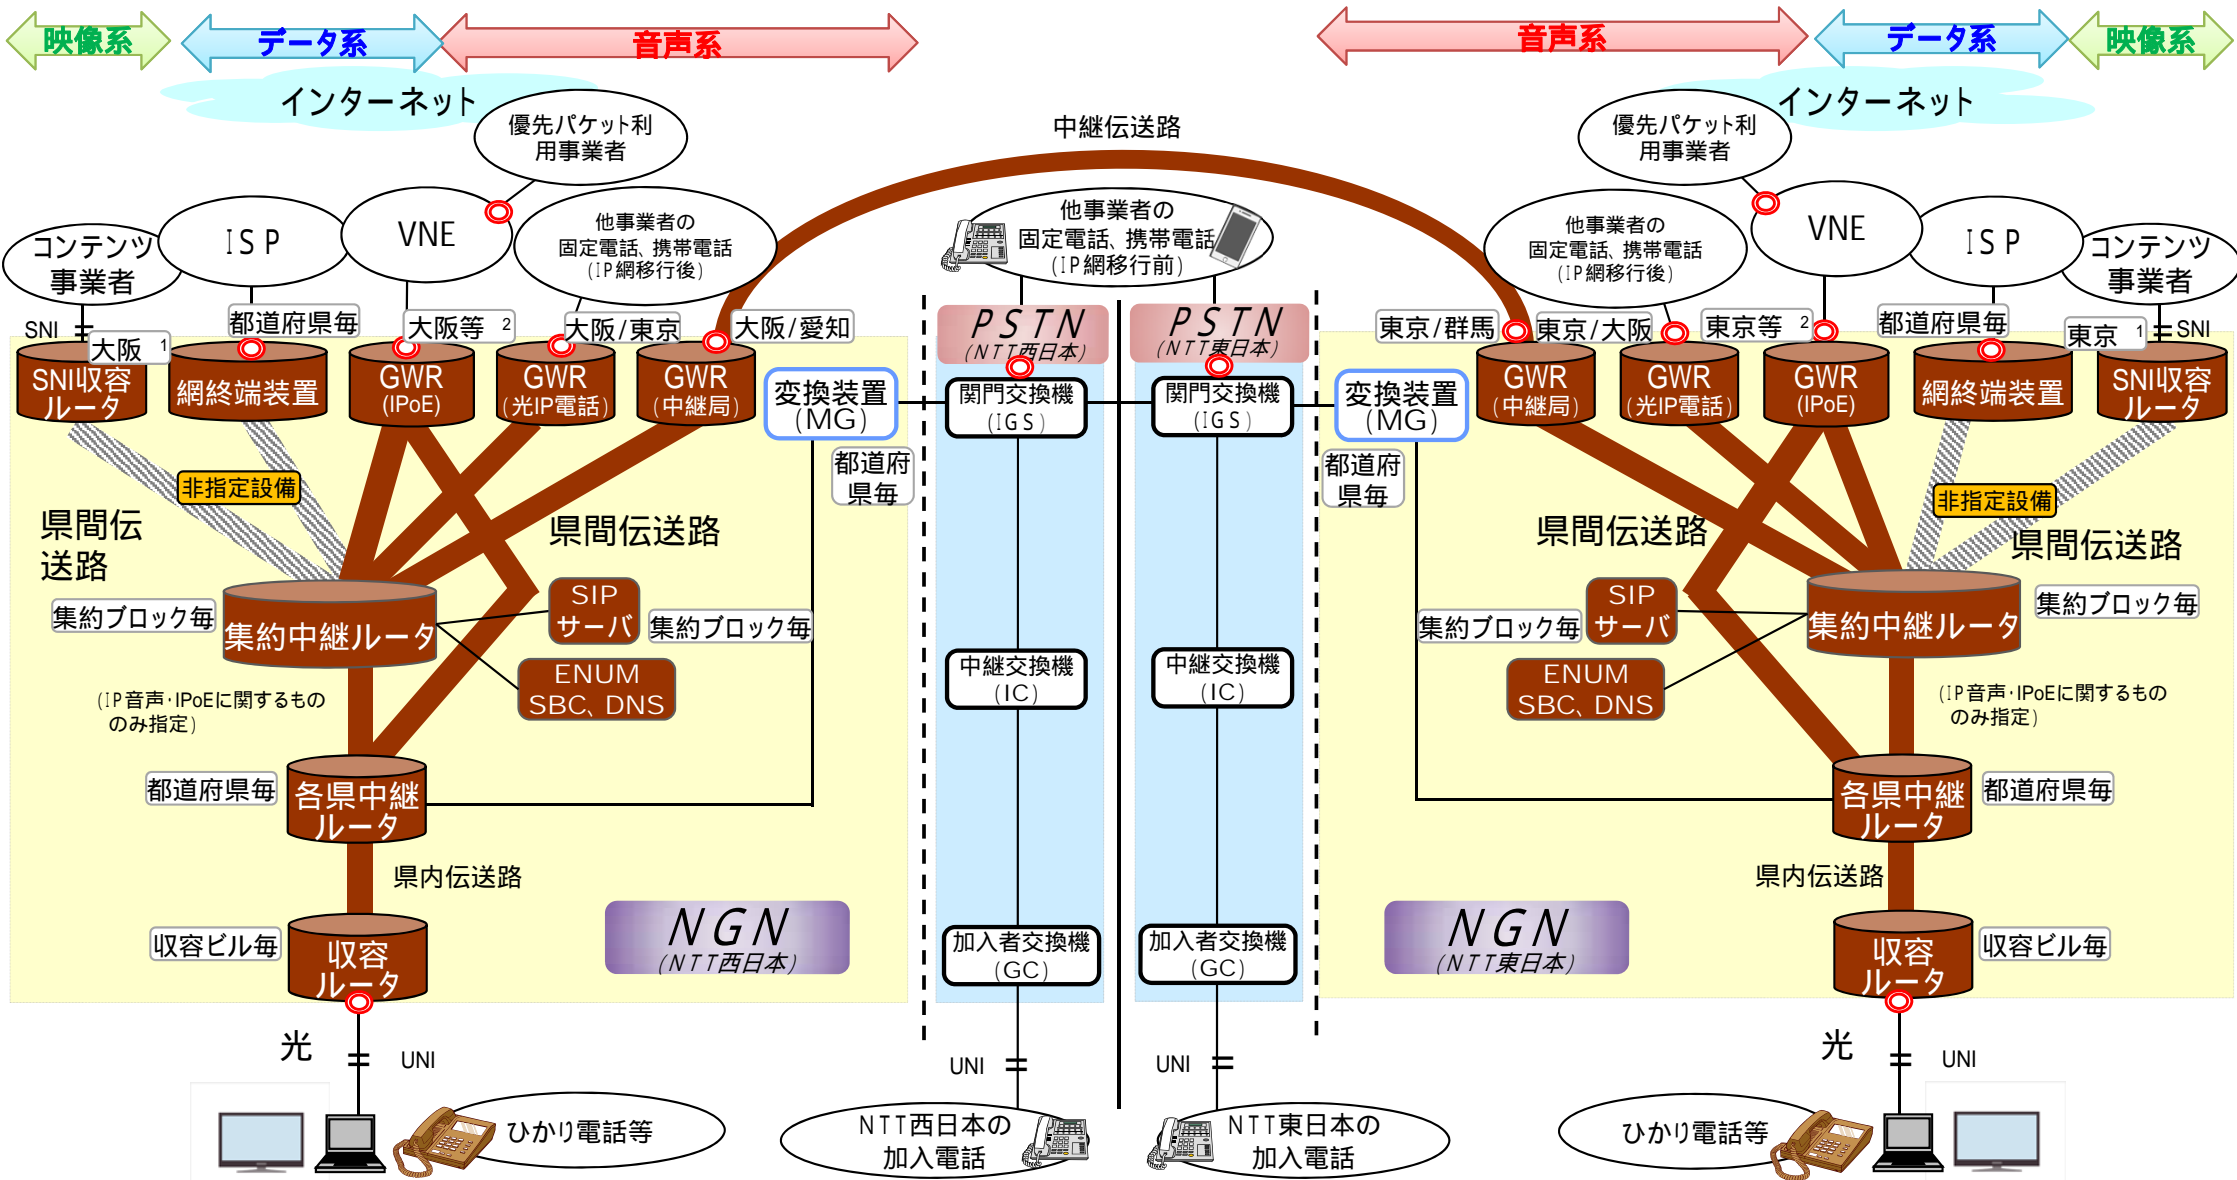 映像系
データ系
音声系
音声系
データ系
映像系
インターネット
インターネット
優先パケット利
用事業者
中継伝送路
優先パケット利
用事業者
コンテンツ
事業者
ISP
VNE
他事業者の
固定電話、携帯電話
(IP網移行後)
他事業者の
固定電話、携帯電話
(IP網移行前)
他事業者の
固定電話、携帯電話
(IP網移行後)
VNE
ISP
コンテンツ
事業者
SNI
大阪 1
都道府県毎
大阪等 2
大阪/東京
大阪/愛知
PSTN
(NTT西日本)
PSTN
(NTT東日本)
東京/群馬
東京/大阪
東京等 2
都道府県毎
東京 1
SNI
SNI収容
ルータ
網終端装置
GWR
(IPoE)
GWR
(光IP電話)
GWR
(中継局)
変換装置
(MG)
関門交換機
(IGS)
関門交換機
(IGS)
変換装置
(MG)
GWR
(中継局)
GWR
(光IP電話)
GWR
(IPoE)
網終端装置
SNI収容
ルータ
都道府
県毎
都道府
県毎
非指定設備
非指定設備
県間伝
送路
県間伝送路
県間伝送路
県間伝送路
集約ブロック毎
集約中継ルータ
SIP
サーバ
集約ブロック毎
ENUM
SBC、DNS
集約ブロック毎
SIP
サーバ
ENUM
SBC、DNS
集約中継ルータ
集約ブロック毎
中継交換機
(IC)
中継交換機
(IC)
(IP音声・IPoEに関するもの
のみ指定)
(IP音声・IPoEに関するもの
のみ指定)
都道府県毎
各県中継
ルータ
各県中継
ルータ
都道府県毎
県内伝送路
県内伝送路
収容ビル毎
収容
ルータ
NGN
(NTT西日本)
加入者交換機
(GC)
加入者交換機
(GC)
NGN
(NTT東日本)
収容
ルータ
収容ビル毎
光
UNI
UNI
UNI
光
UNI
ひかり電話等
NTT西日本の
加入電話
NTT東日本の
加入電話
ひかり電話等